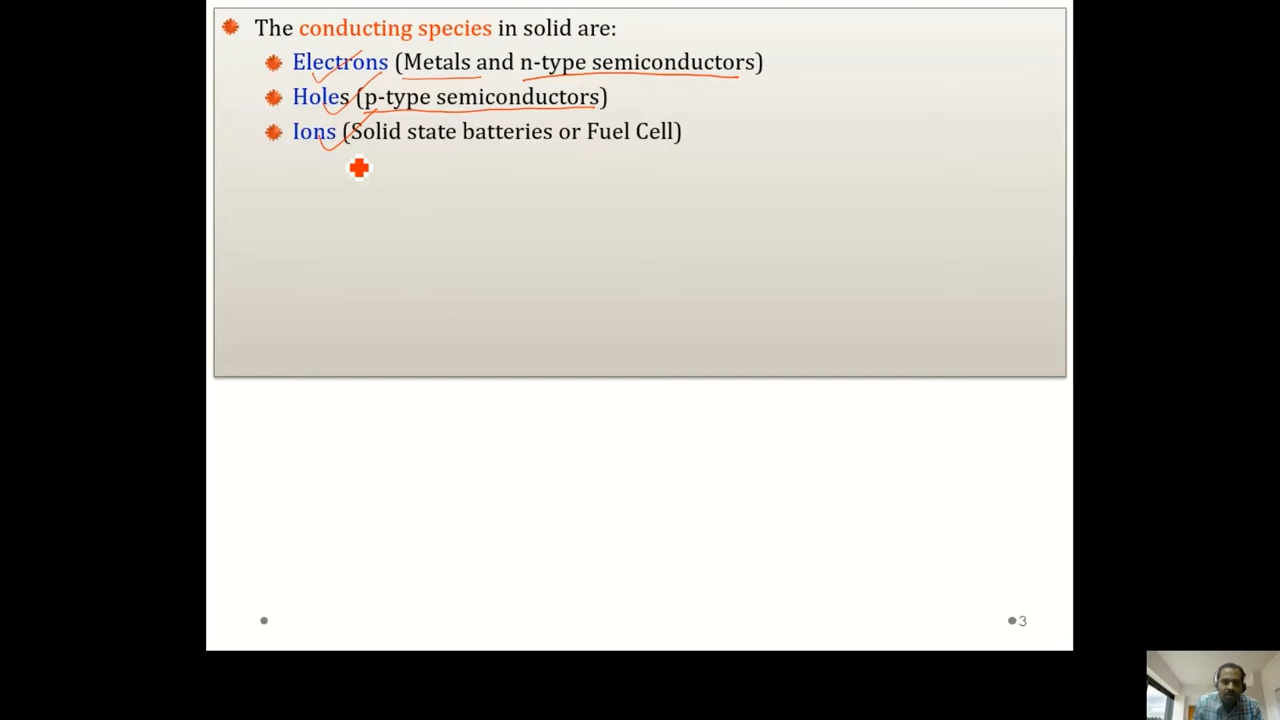 The conducting species in solid are:
Electrons (Metals and n-type semiconductors)
Holes (p-type semiconductors)
Ions (Solid state batteries or Fuel Cell)
3